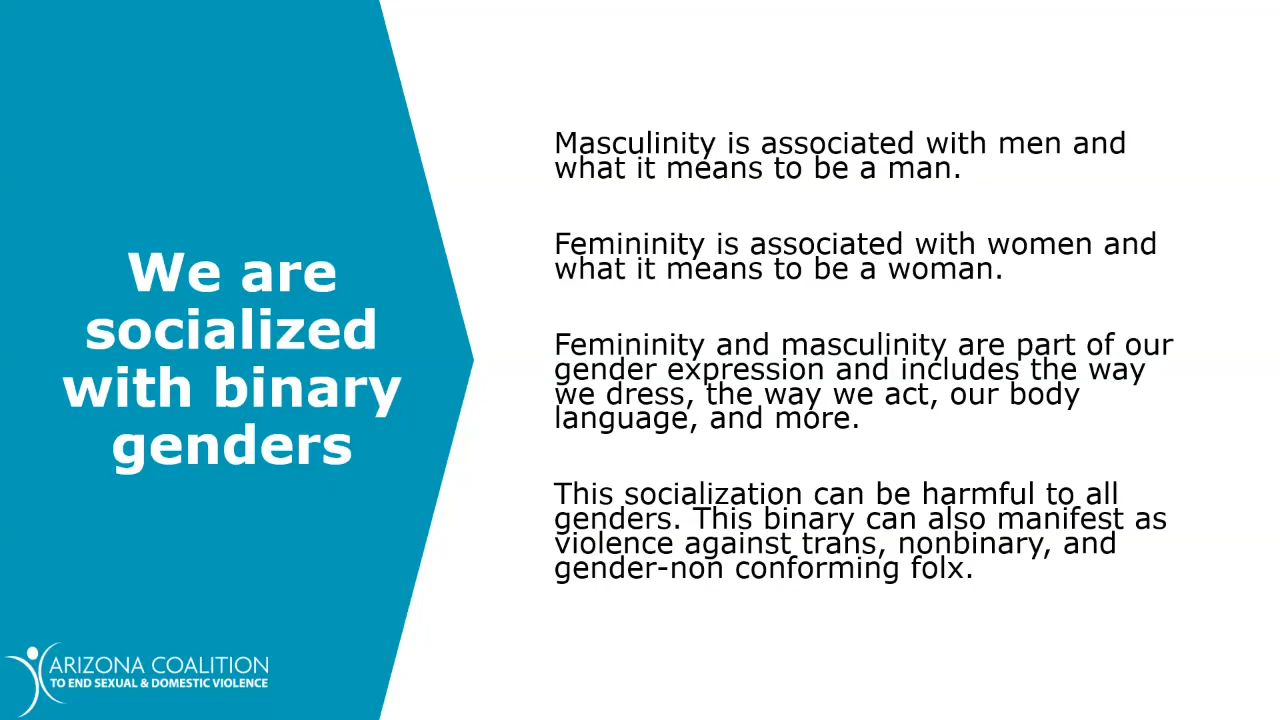 We are
socialized
with binary
genders
Masculinity is associated with men and
what it means to be a man.
Femininity is associated with women and
what it means to be a woman.
Femininity and masculinity are part of our
gender expression and includes the way
we dress, the way we act, our body
language, and more.
This socialization can be harmful to all
genders. This binary can also manifest as
violence against trans, nonbinary, and
gender-non conforming folx.
ARIZONA COALITION
TO END SEXUAL & DOMESTIC VIOLENCE